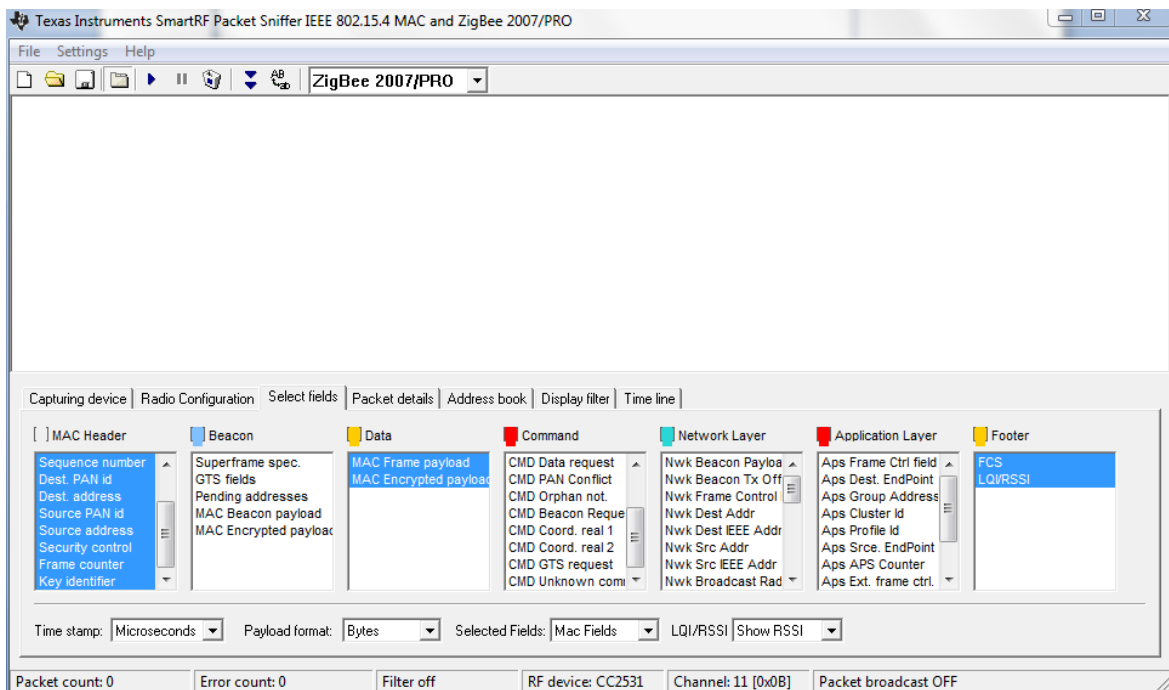 Texas Instruments SmartRF Packet Sniffer IEEE 802.15.4 MAC and ZigBee 2007/PRO
File Settings Help
ZigBee 2007/PRO
Capturing device Radio Configuration Select fields Packet details Address book Display filter Time line
[ ] MAC Header
Sequence number
Dest. PAN id
Dest. address
Source PAN id
Source address
Security control
Frame counter
Key identifier
Beacon
Superframe spec.
GTS fields
Pending addresses
MAC Beacon payload
MAC Encrypted payload
Data
MAC Frame payload
MAC Encrypted payload
Command
CMD Data request
CMD PAN Conflict
CMD Orphan not.
CMD Beacon Reque
CMD Coord. real 1
CMD Coord. real 2
CMD GTS request
CMD Unknown com
Network Layer
Nwk Beacon Payloa
Nwk Beacon Tx Off
Nwk Frame Control
Nwk Dest Addr
Nwk Dest IEEE Addr
Nwk Src Addr
Nwk Src IEEE Addr
Nwk Broadcast Rad
Application Layer
Aps Frame Ctrl field
Aps Dest. EndPoint
Aps Group Address
Aps Cluster Id
Aps Profile Id
Aps Srce. EndPoint
Aps APS Counter
Aps Ext. frame ctrl.
Footer
FCS
LQI/RSSI
Time stamp: Microseconds Payload format: Bytes Selected Fields: Mac Fields LQI/RSSI Show RSSI
Packet count: 0 Error count: 0 Filter off RF device: CC2531 Channel: 11 [0x0B] Packet broadcast OFF